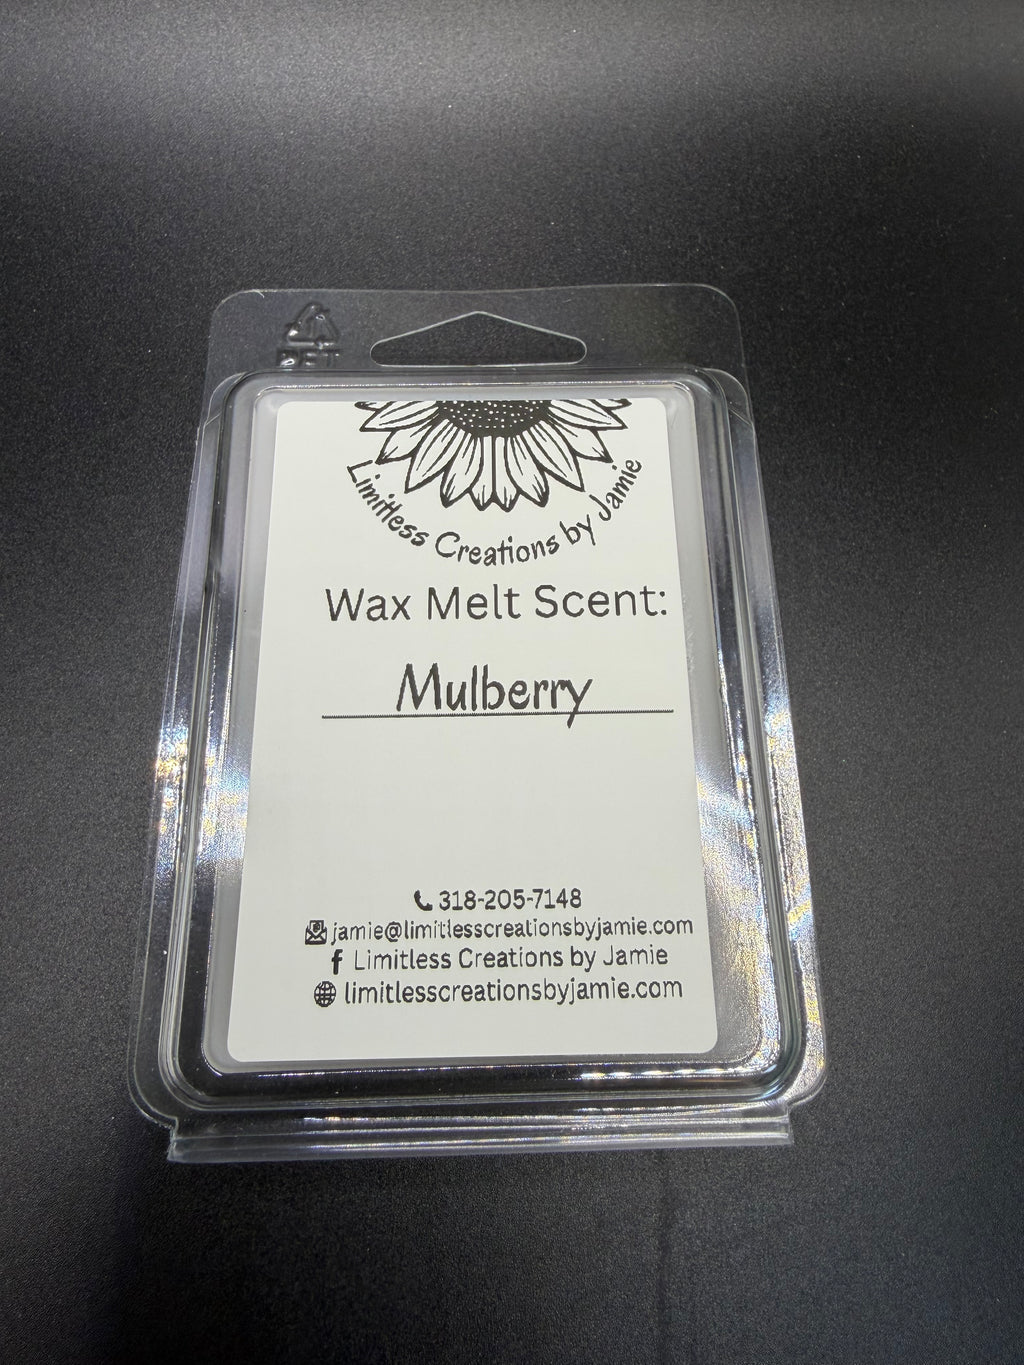 PET
Limitless Creations by Jamie
Wax Melt Scent:
Mulberry
318-205-7148
jamie@limitlesscreationsbyjamie.com
f Limitless Creations by Jamie
limitlesscreationsbyjamie.com